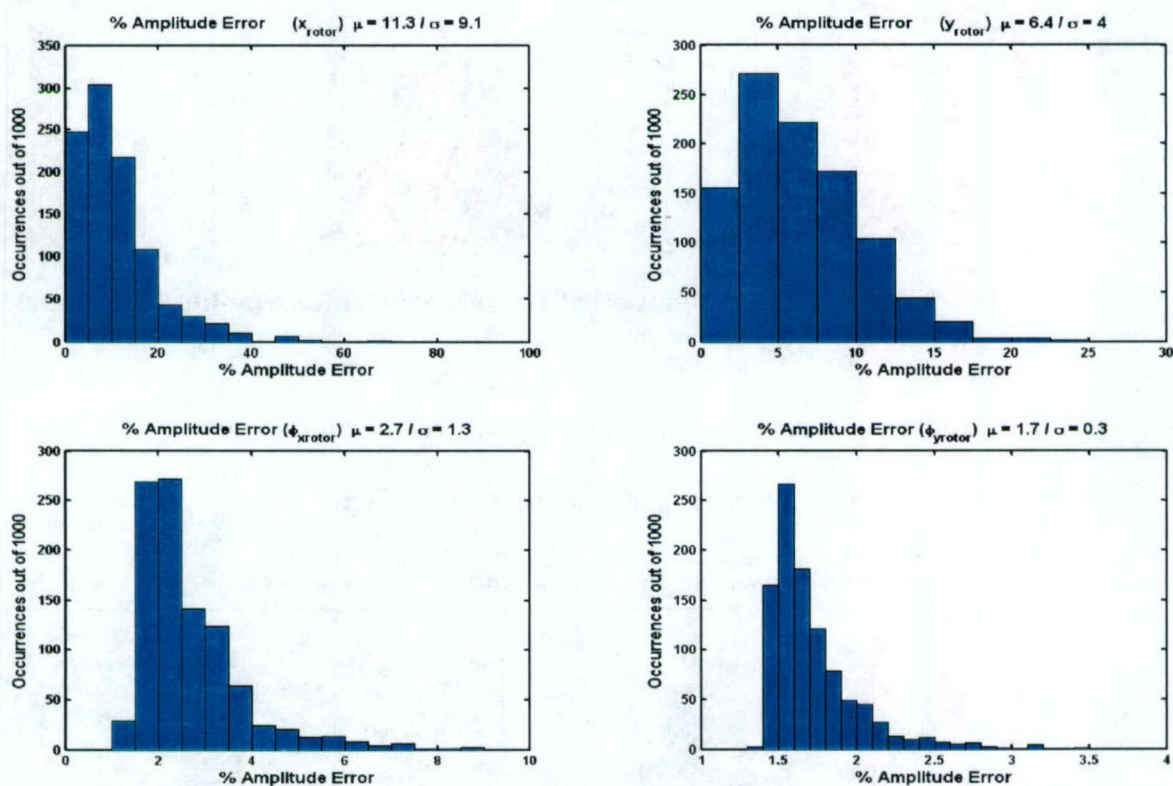 % Amplitude Error (x_rotor) μ = 11.3 / σ = 9.1
350
300
250
200
150
100
50
0
Occurrences out of 1000
0 20 40 60 80 100
% Amplitude Error
% Amplitude Error (y_rotor) μ = 6.4 / σ = 4
300
250
200
150
100
50
0
Occurrences out of 1000
0 5 10 15 20 25 30
% Amplitude Error
% Amplitude Error (ϕ_xrotor) μ = 2.7 / σ = 1.3
300
250
200
150
100
50
0
Occurrences out of 1000
2 4 6 8 10
% Amplitude Error
% Amplitude Error (ϕ_yrotor) μ = 1.7 / σ = 0.3
300
250
200
150
100
50
0
Occurrences out of 1000
1 1.5 2 2.5 3 3.5 4
% Amplitude Error